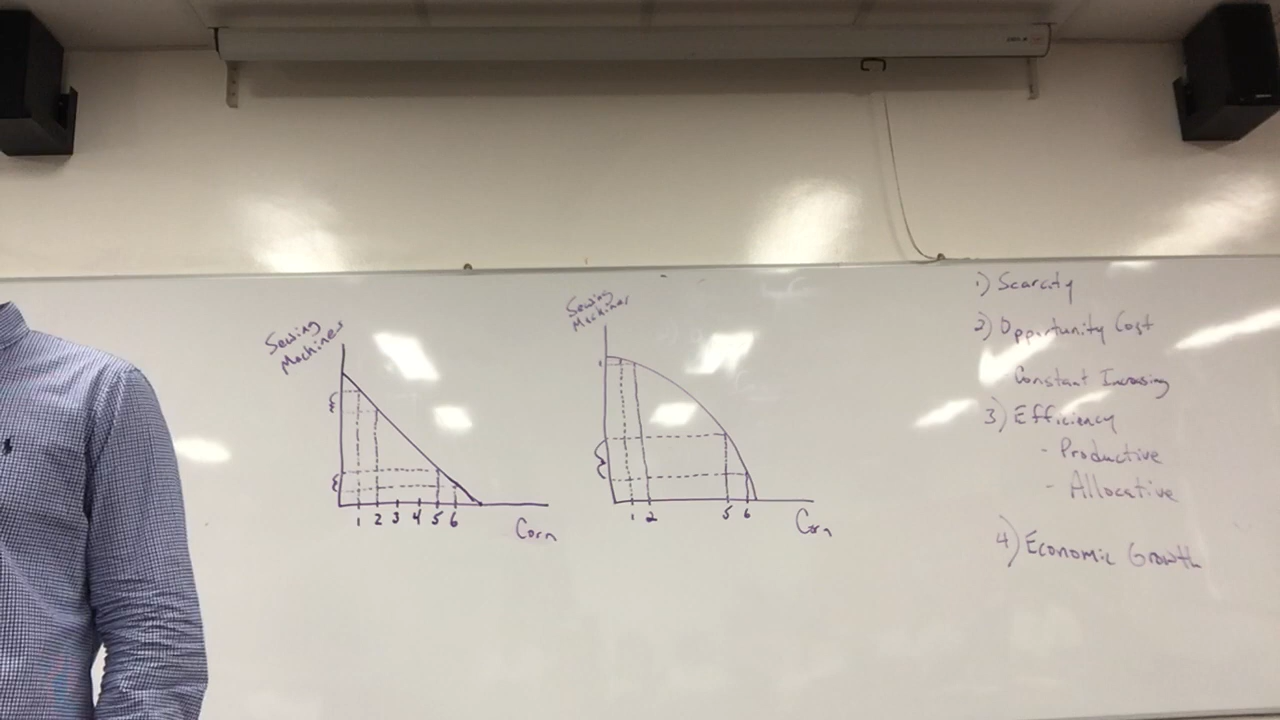 Sewing
Machines
1 2 3 4 5 6
Corn
Sewing
Machines
1 2 5 6
Corn
1) Scarcity
2) Opportunity Cost
Constant Increasing
3) Efficiency
- Productive
- Allocative
4) Economic Growth